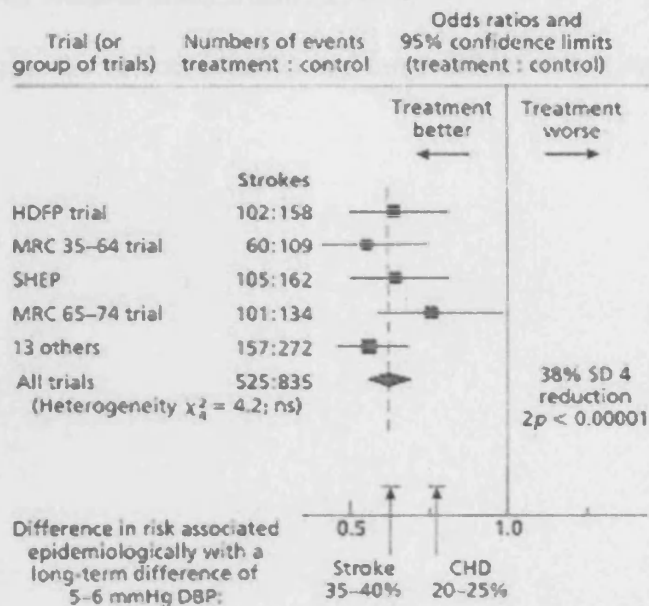 Trial (or group of trials)
Numbers of events treatment : control
Odds ratios and 95% confidence limits (treatment : control)
Treatment better
Treatment worse
Strokes
HDFP trial 102:158
MRC 35–64 trial 60:109
SHEP 105:162
MRC 65–74 trial 101:134
13 others 157:272
All trials 525:835
(Heterogeneity χ²₄ = 4.2; ns)
38% SD 4
reduction
2p < 0.00001
0.5 1.0
Difference in risk associated
epidemiologically with a
long-term difference of
5–6 mmHg DBP:
Stroke
35–40%
CHD
20–25%